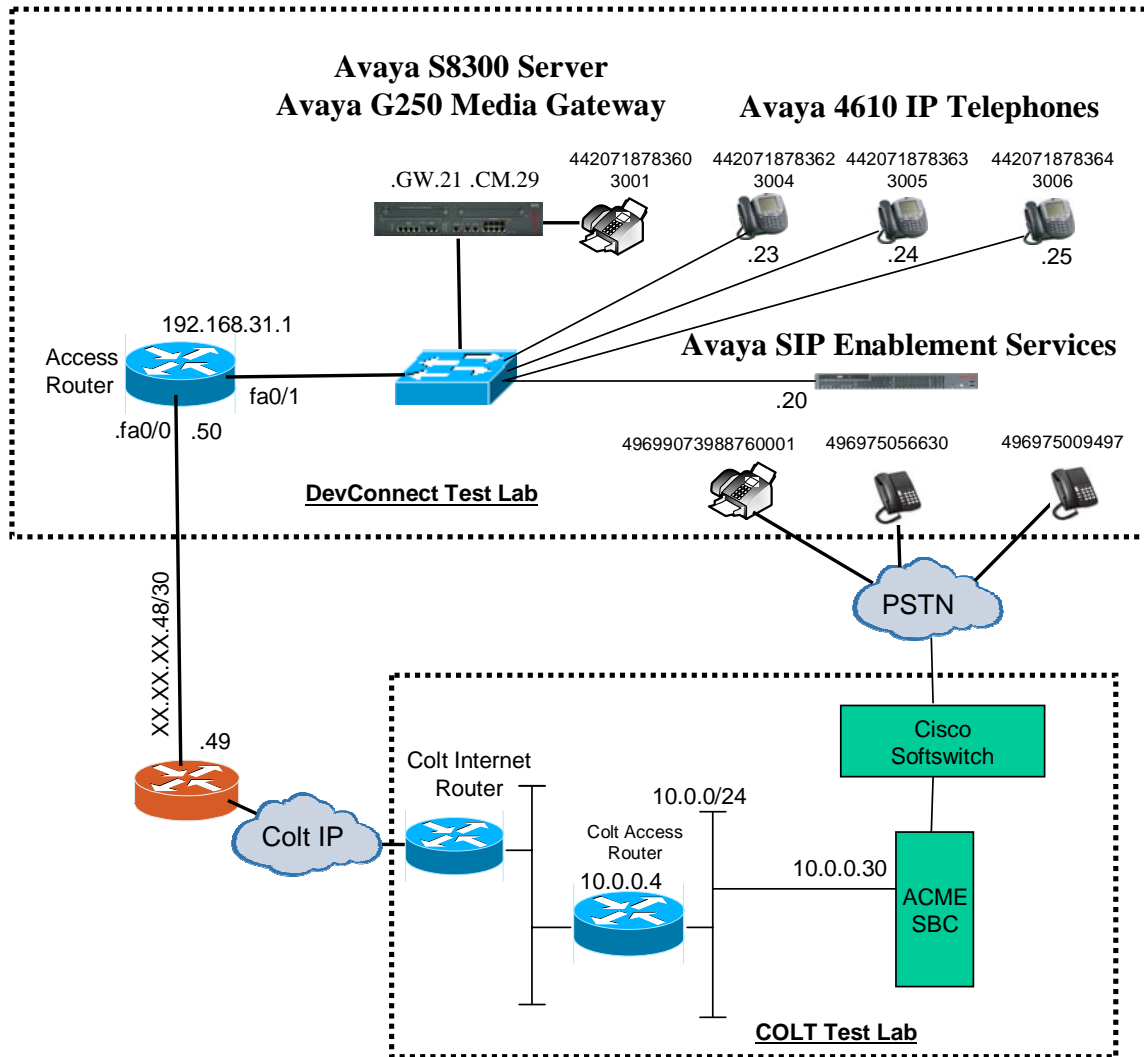 Avaya S8300 Server
Avaya G250 Media Gateway
Avaya 4610 IP Telephones
442071878360
3001
442071878362
3004
442071878363
3005
442071878364
3006
.GW.21 .CM.29
.23
.24
.25
192.168.31.1
Access
Router
fa0/1
Avaya SIP Enablement Services
.20
.fa0/0
.50
49699073988760001
496975056630
496975009497
DevConnect Test Lab
PSTN
XX.XX.XX.48/30
.49
Colt IP
Colt Internet
Router
Cisco
Softswitch
10.0.0/24
Colt Access
Router
10.0.0.4
10.0.0.30
ACME
SBC
COLT Test Lab